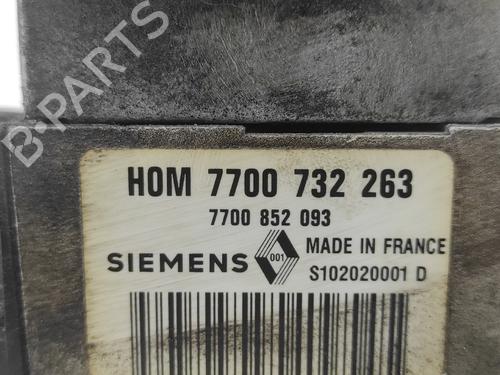 B-PARTS
HOM 7700 732 263
7700 852 093
SIEMENS 001 MADE IN FRANCE
S102020001 D